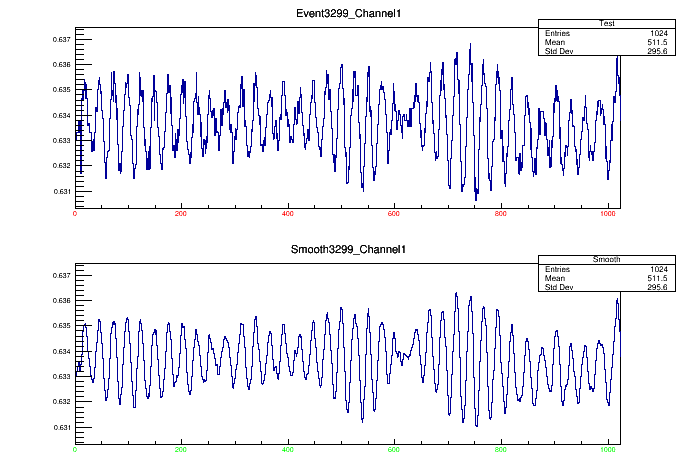 Event3299_Channel1
Test
Entries 1024
Mean 511.5
Std Dev 295.6
0.637
0.636
0.635
0.634
0.633
0.632
0.631
0 200 400 600 800 1000
Smooth3299_Channel1
Smooth
Entries 1024
Mean 511.5
Std Dev 295.6
0.637
0.636
0.635
0.634
0.633
0.632
0.631
0 200 400 600 800 1000